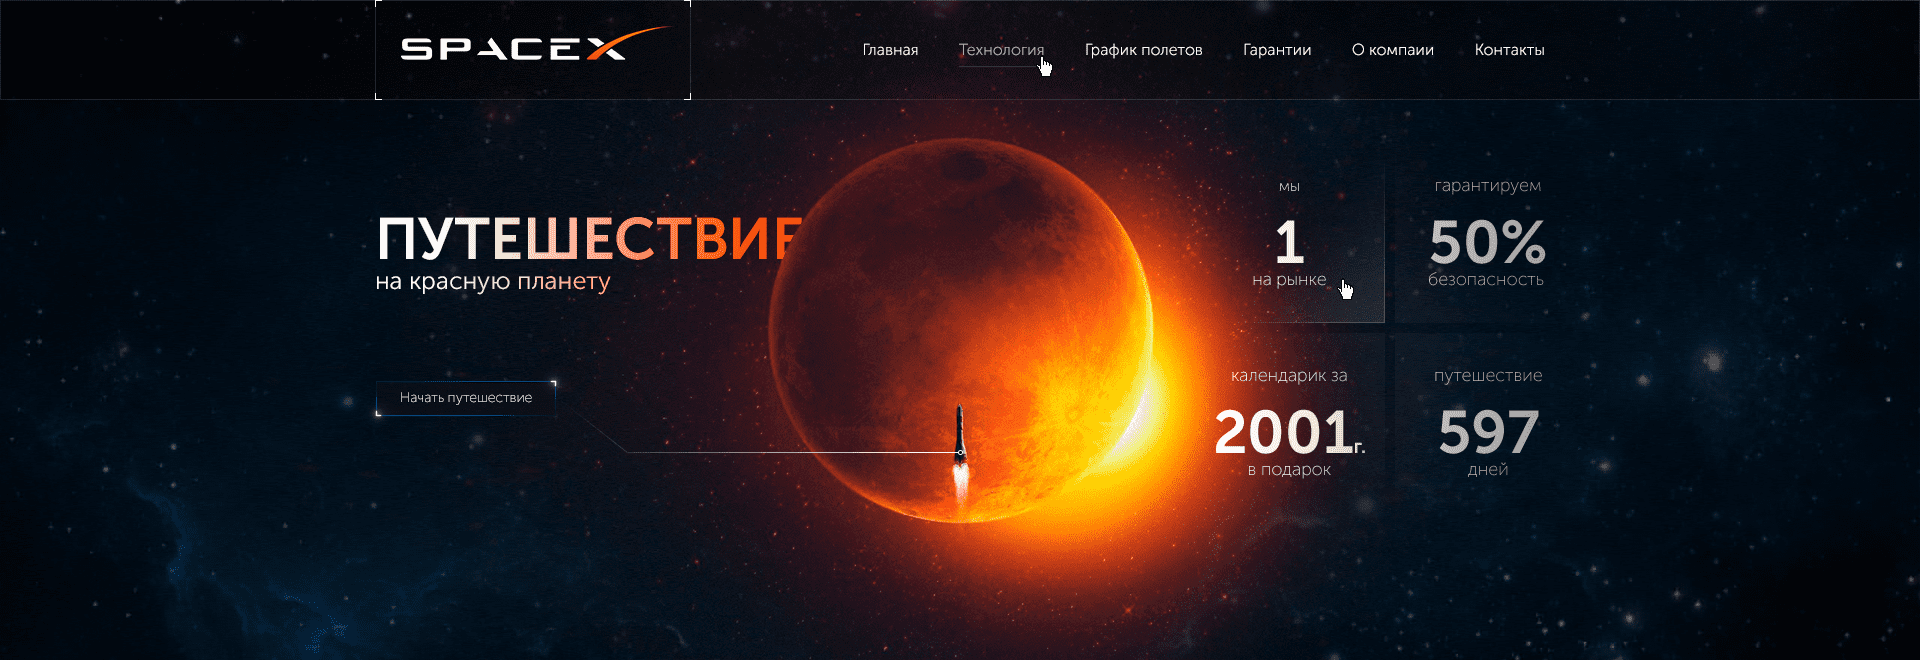 SPACEX
Главная Технология График полетов Гарантии О компаии Контакты
ПУТЕШЕСТВИЕ
на красную планету
Начать путешествие
мы
1
на рынке
гарантируем
50%
безопасность
календарик за
2001г.
в подарок
путешествие
597
дней